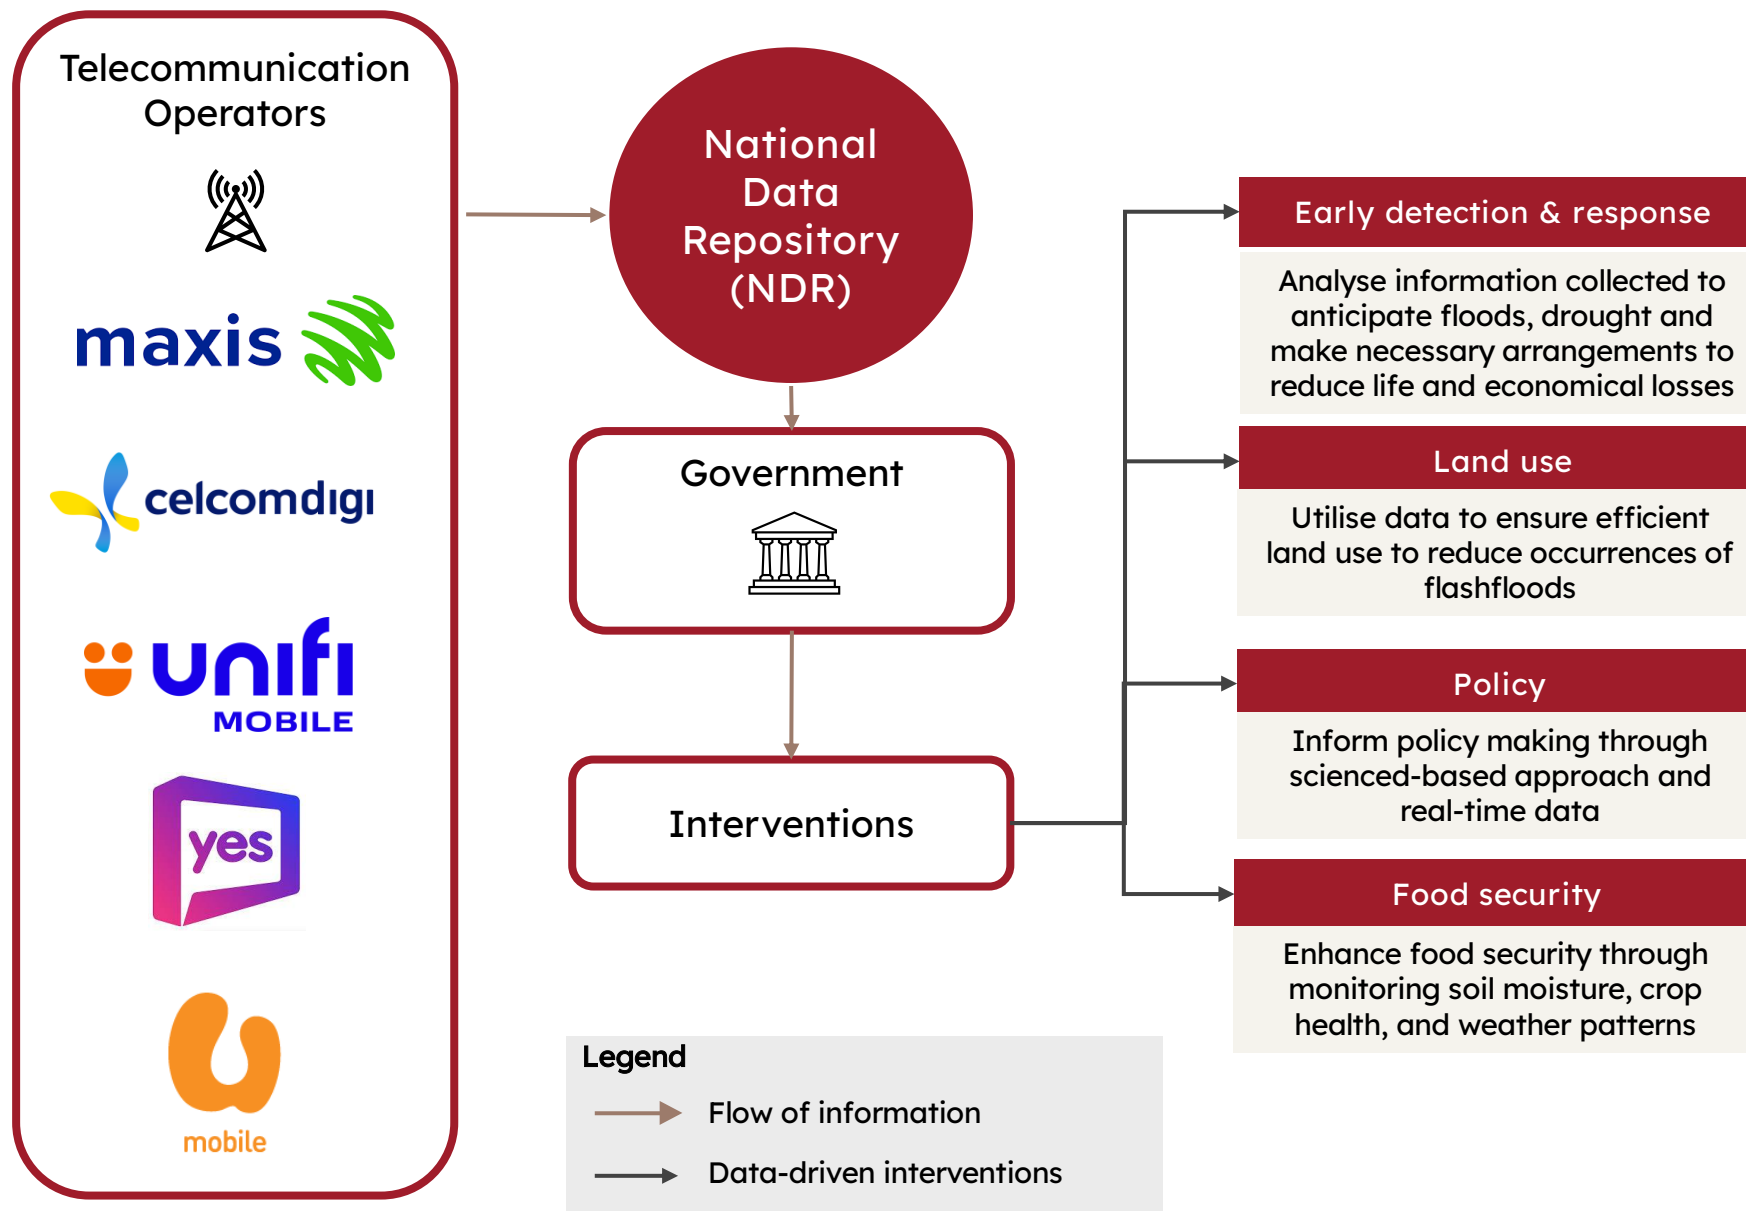 Telecommunication
Operators
maxis
celcomdigi
unifi
MOBILE
yes
mobile
National
Data
Repository
(NDR)
Government
Interventions
Early detection & response
Analyse information collected to
anticipate floods, drought and
make necessary arrangements to
reduce life and economical losses
Land use
Utilise data to ensure efficient
land use to reduce occurrences of
flashfloods
Policy
Inform policy making through
scienced-based approach and
real-time data
Food security
Enhance food security through
monitoring soil moisture, crop
health, and weather patterns
Legend
Flow of information
Data-driven interventions